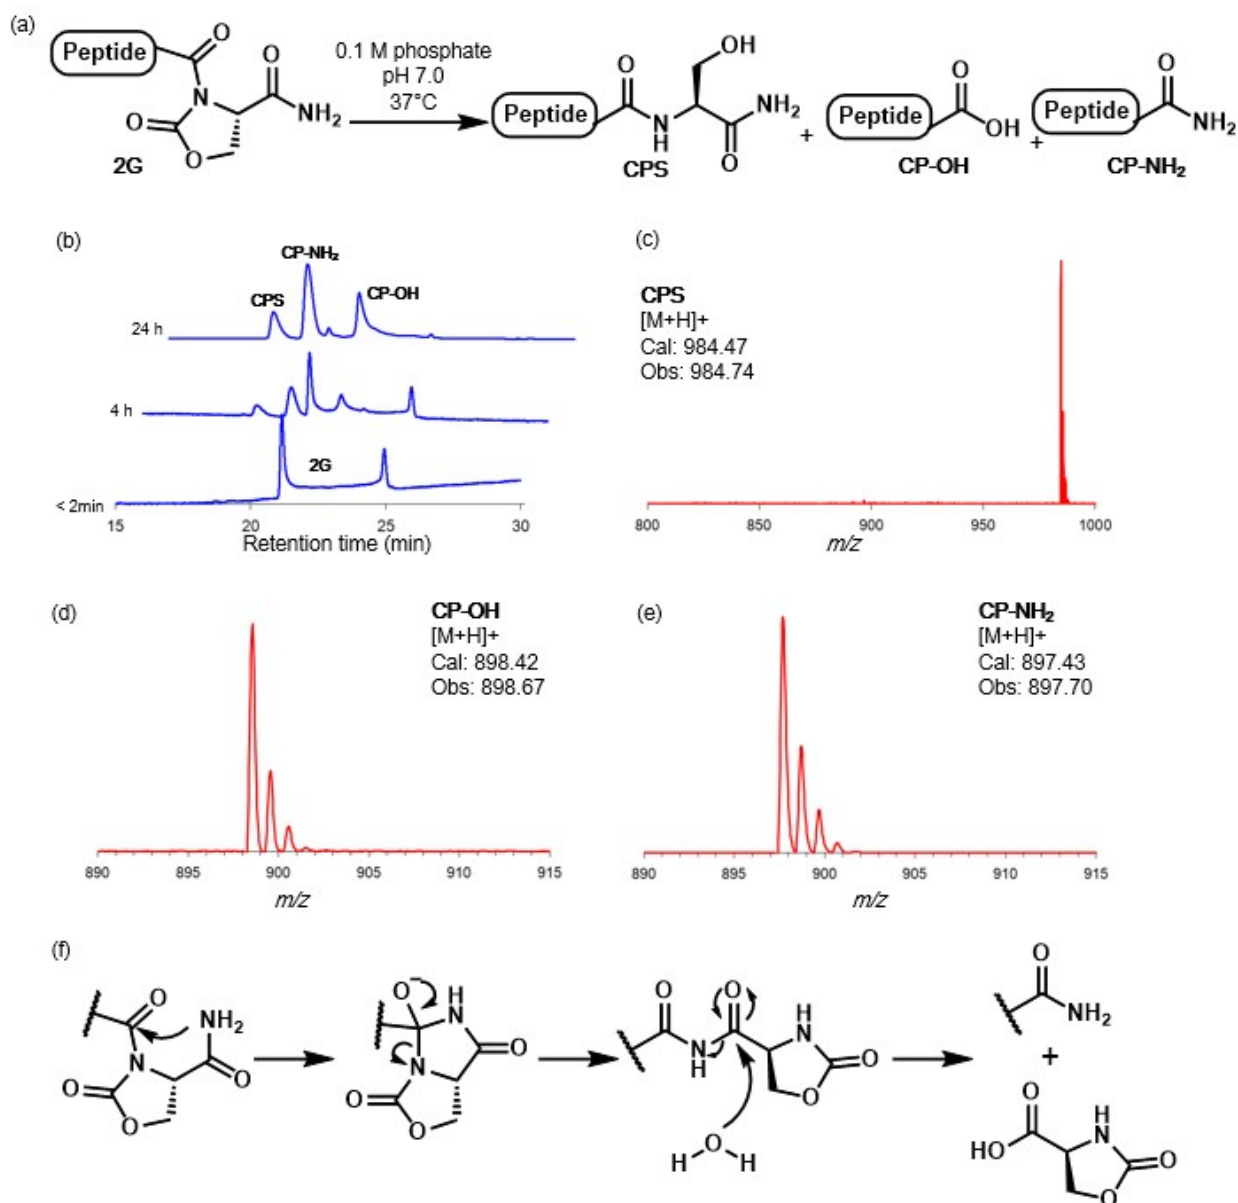 (a)
Peptide
O
N
O
O
O
NH₂
2G
0.1 M phosphate
pH 7.0
37°C
Peptide
O
N
H
OH
NH₂
O
CPS
+
Peptide
O
OH
CP-OH
+
Peptide
O
NH₂
CP-NH₂
(b)
CP-NH₂
CPS
CP-OH
24 h
4 h
2G
< 2min
15 20 25 30
Retention time (min)
(c)
CPS
[M+H]+
Cal: 984.47
Obs: 984.74
800 850 900 950 1000
m/z
(d)
CP-OH
[M+H]+
Cal: 898.42
Obs: 898.67
890 895 900 905 910 915
m/z
(e)
CP-NH₂
[M+H]+
Cal: 897.43
Obs: 897.70
890 895 900 905 910 915
m/z
(f)
O
NH₂
N
O
O
O
O⁻
H
N
N
O
O
O
O
O
N
H
H
N
O
O
H
O
H
O
NH₂
+
O
HO
H
N
O
O